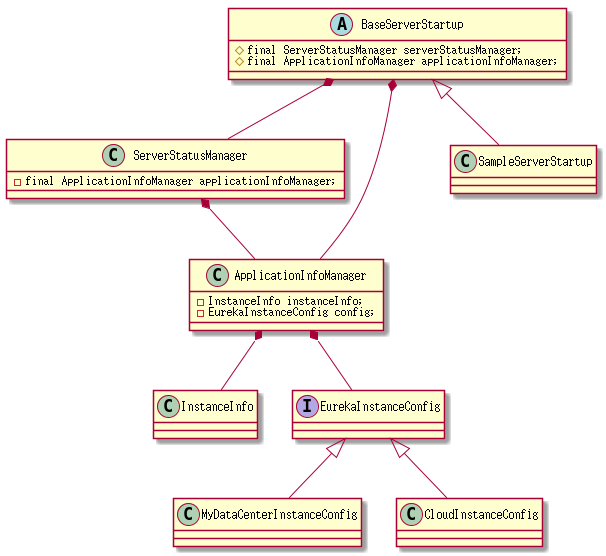 A BaseServerStartup
final ServerStatusManager serverStatusManager;
final ApplicationInfoManager applicationInfoManager;
C ServerStatusManager
final ApplicationInfoManager applicationInfoManager;
C SampleServerStartup
C ApplicationInfoManager
InstanceInfo instanceInfo;
EurekaInstanceConfig config;
C InstanceInfo
I EurekaInstanceConfig
C MyDataCenterInstanceConfig
C CloudInstanceConfig